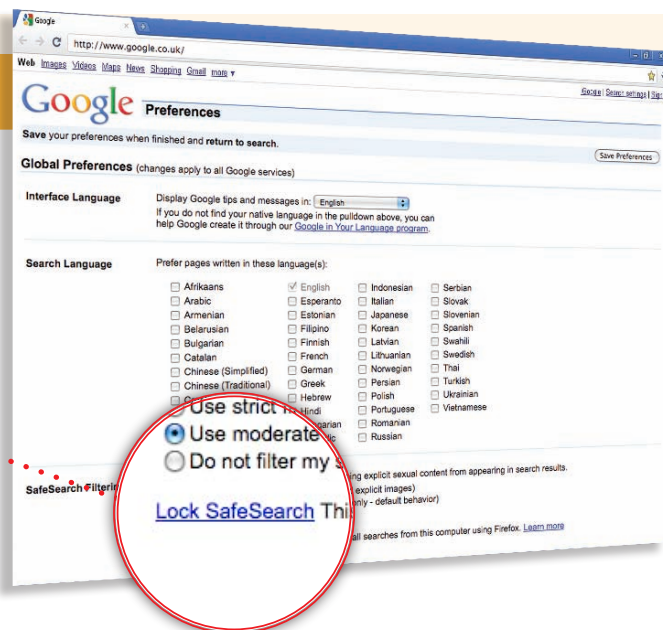 Google
http://www.google.co.uk/
Web Images Videos Maps News Shopping Gmail more ▼
Search settings | Sign
Google Preferences
Save your preferences when finished and return to search.
Save Preferences
Global Preferences (changes apply to all Google services)
Interface Language
Display Google tips and messages in: English
If you do not find your native language in the pulldown above, you can
help Google create it through our Google in Your Language program.
Search Language
Prefer pages written in these language(s):
Afrikaans English Indonesian Serbian
Arabic Esperanto Italian Slovak
Armenian Estonian Japanese Slovenian
Belarusian Filipino Korean Spanish
Bulgarian Finnish Latvian Swahili
Catalan French Lithuanian Swedish
Chinese (Simplified) German Norwegian Thai
Chinese (Traditional) Greek Persian Turkish
Hebrew Polish Ukrainian
Hindi Portuguese Vietnamese
Romanian
Russian
SafeSearch Filterin
Use strict
Use moderate
Do not filter my s
Lock SafeSearch Thi
ing explicit sexual content from appearing in search results.
explicit images)
only - default behavior)
all searches from this computer using Firefox. Learn more